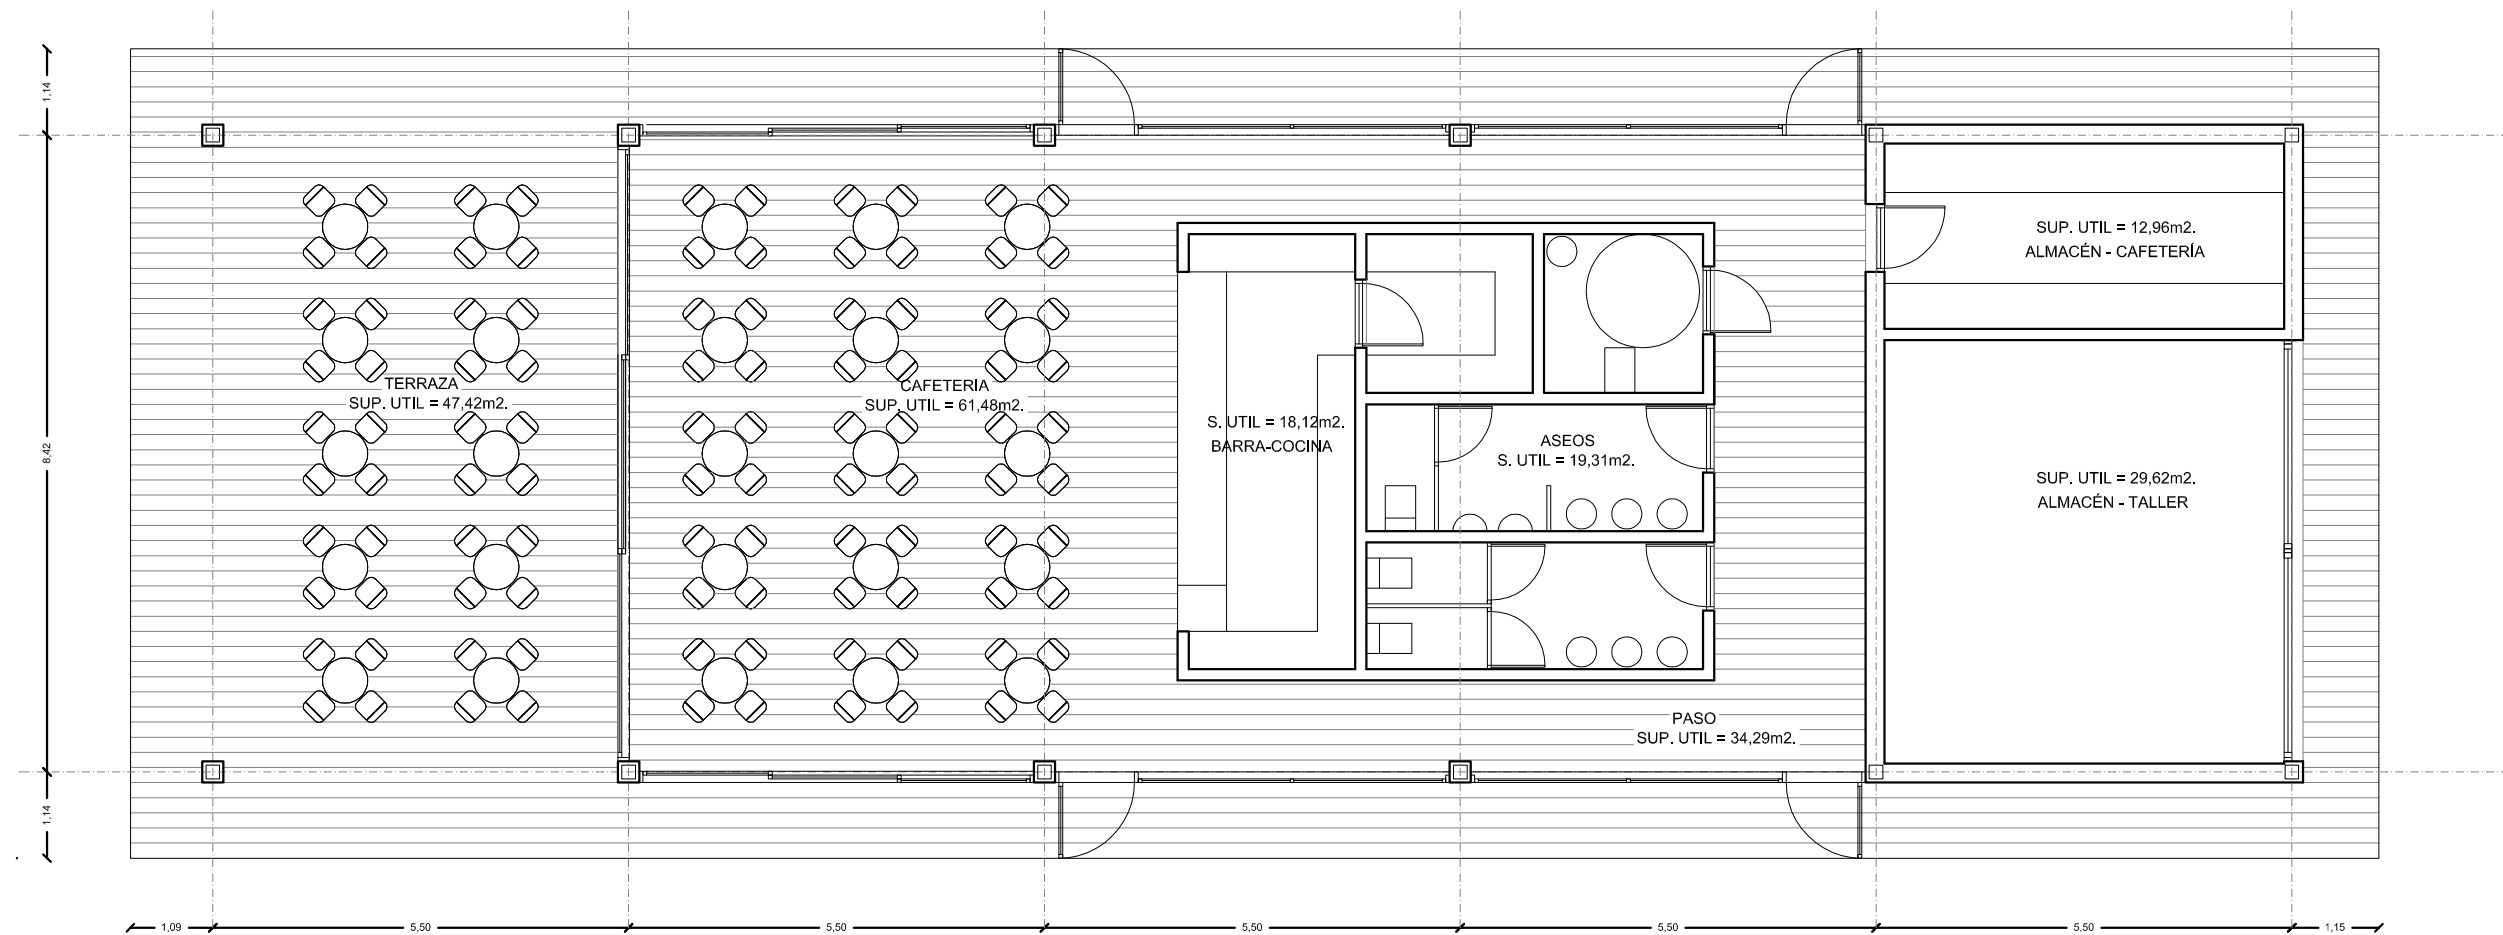 1,14
8,42
1,14
TERRAZA
SUP. UTIL = 47,42m2.
CAFETERÍA
SUP. UTIL = 61,48m2.
S. UTIL = 18,12m2.
BARRA-COCINA
ASEOS
S. UTIL = 19,31m2.
PASO
SUP. UTIL = 34,29m2.
SUP. UTIL = 12,96m2.
ALMACÉN - CAFETERÍA
SUP. UTIL = 29,62m2.
ALMACÉN - TALLER
1,09
5,50
5,50
5,50
5,50
5,50
1,15